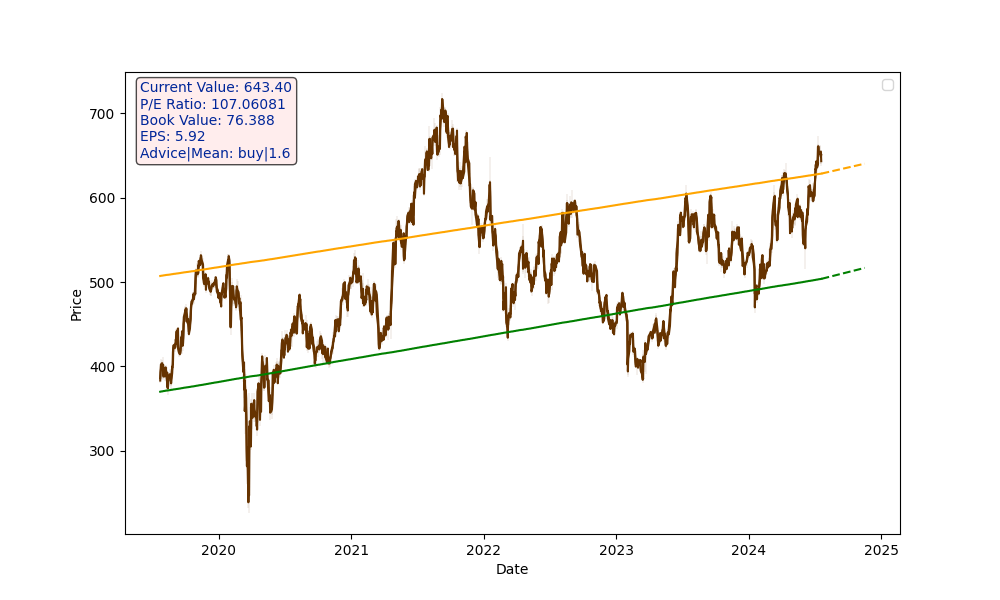 Current Value: 643.40
P/E Ratio: 107.06081
Book Value: 76.388
EPS: 5.92
Advice|Mean: buy|1.6
700
600
500
400
300
Price
2020 2021 2022 2023 2024 2025
Date